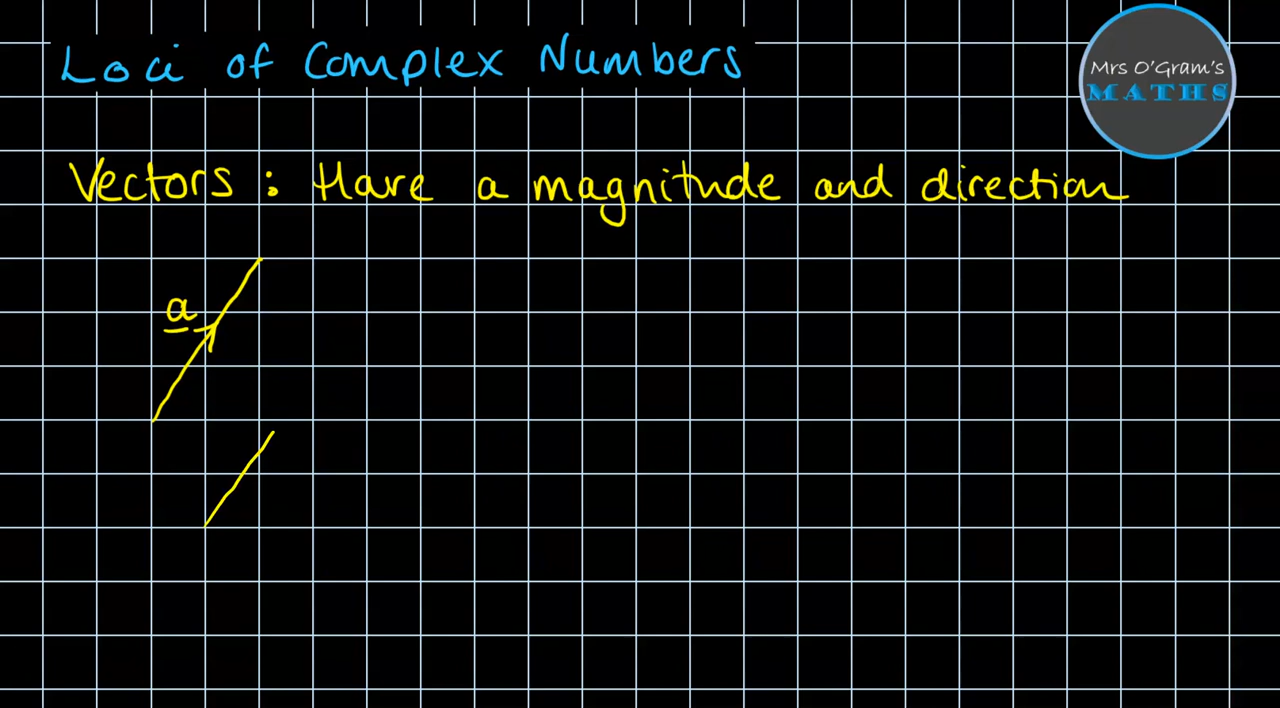 Loci of Complex Numbers
Mrs O'Gram's
MATHS
Vectors : Have a magnitude and direction
a